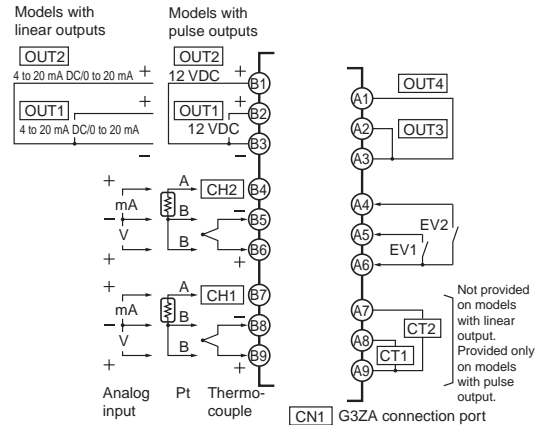 Models with
linear outputs
Models with
pulse outputs
OUT2
4 to 20 mA DC/0 to 20 mA
+
OUT2
12 VDC
+
B1
OUT1
4 to 20 mA DC/0 to 20 mA
+
OUT1
12 VDC
+
B2
−
−
B3
+
mA
−
V
+
A
B
B
CH2
−
+
B4
B5
B6
+
mA
−
V
+
A
B
B
CH1
−
+
B7
B8
B9
Analog
input
Pt
Thermo-
couple
A1
OUT4
A2
OUT3
A3
A4
A5
EV1
EV2
A6
A7
CT2
A8
CT1
A9
Not provided
on models
with linear
output.
Provided only
on models
with pulse
output.
CN1 G3ZA connection port